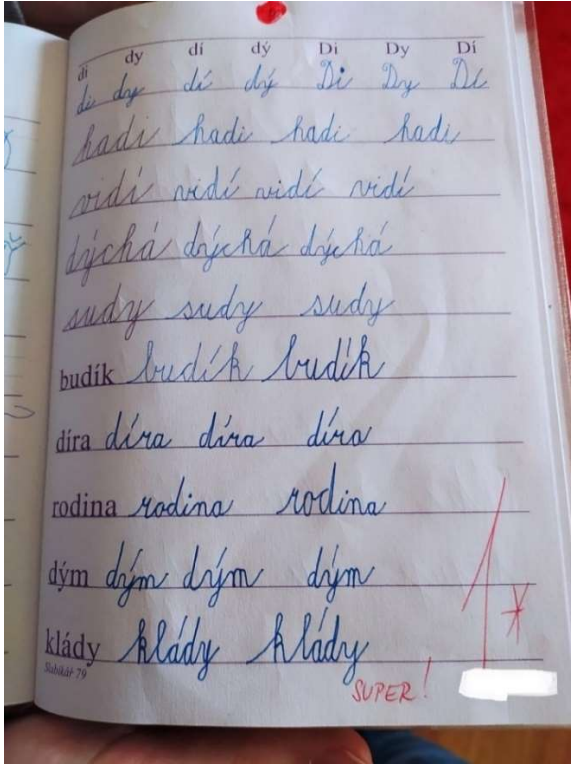 di dy dí dý Di Dy Dí
di dy dí dý Di Dy Dí
hadi hadi hadi hadi
vidí vidí vidí vidí
dýchá dýchá dýchá
sudy sudy sudy
budík budík budík
díra díra díra díra
rodina rodina rodina
dým dým dým dým
klády klády klády
Slabikář 79
SUPER!
1*